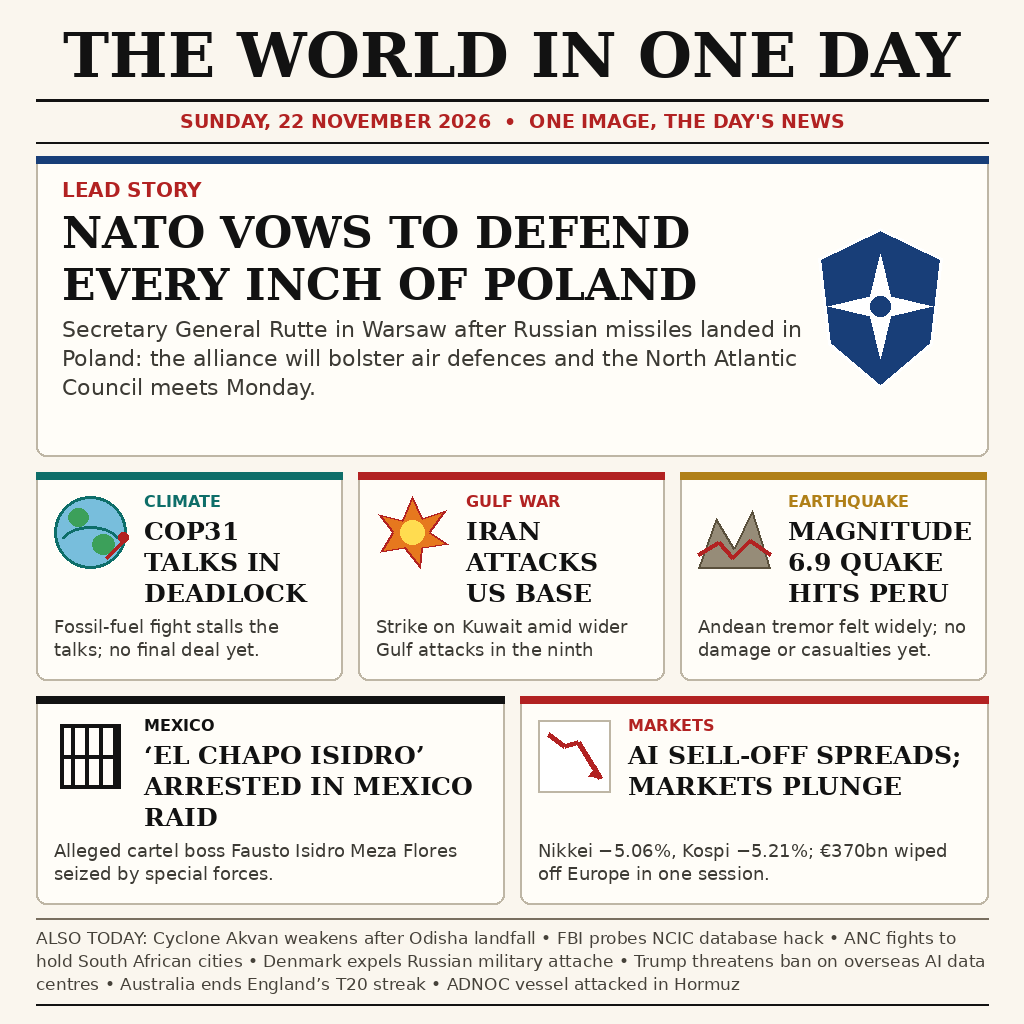 THE WORLD IN ONE DAY
SUNDAY, 22 NOVEMBER 2026 • ONE IMAGE, THE DAY'S NEWS
LEAD STORY
NATO VOWS TO DEFEND
EVERY INCH OF POLAND
Secretary General Rutte in Warsaw after Russian missiles landed in
Poland: the alliance will bolster air defences and the North Atlantic
Council meets Monday.
CLIMATE
COP31
TALKS IN
DEADLOCK
Fossil-fuel fight stalls the
talks; no final deal yet.
GULF WAR
IRAN
ATTACKS
US BASE
Strike on Kuwait amid wider
Gulf attacks in the ninth
EARTHQUAKE
MAGNITUDE
6.9 QUAKE
HITS PERU
Andean tremor felt widely; no
damage or casualties yet.
MEXICO
‘EL CHAPO ISIDRO’
ARRESTED IN MEXICO
RAID
Alleged cartel boss Fausto Isidro Meza Flores
seized by special forces.
MARKETS
AI SELL-OFF SPREADS;
MARKETS PLUNGE
Nikkei −5.06%, Kospi −5.21%; €370bn wiped
off Europe in one session.
ALSO TODAY: Cyclone Akvan weakens after Odisha landfall • FBI probes NCIC database hack • ANC fights to
hold South African cities • Denmark expels Russian military attache • Trump threatens ban on overseas AI data
centres • Australia ends England’s T20 streak • ADNOC vessel attacked in Hormuz